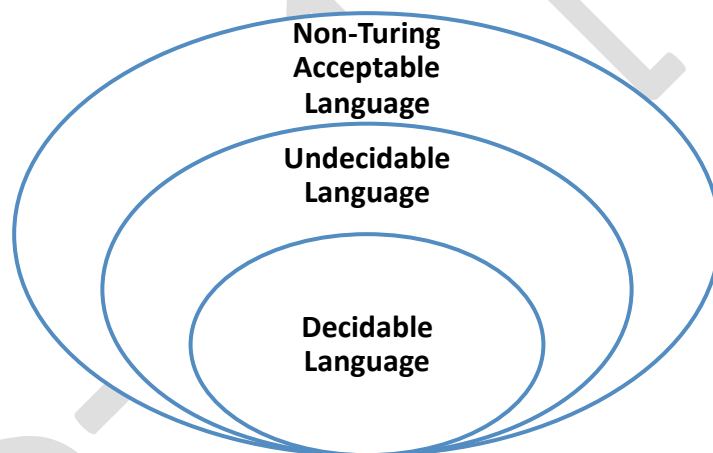 Non-Turing
Acceptable
Language
Undecidable
Language
Decidable
Language